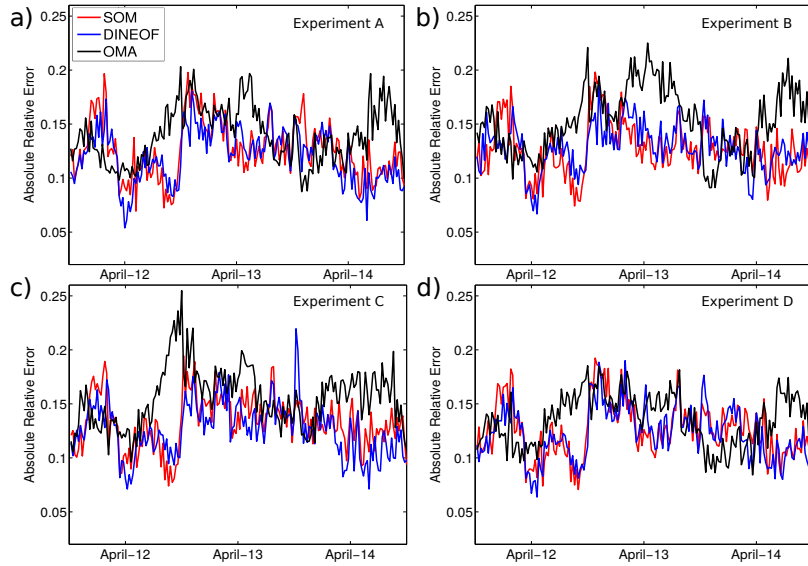 a)
Experiment A
SOM
DINEOF
OMA
Absolute Relative Error
0.25
0.2
0.15
0.1
0.05
April-12
April-13
April-14
b)
Experiment B
Absolute Relative Error
0.25
0.2
0.15
0.1
0.05
April-12
April-13
April-14
c)
Experiment C
Absolute Relative Error
0.25
0.2
0.15
0.1
0.05
April-12
April-13
April-14
d)
Experiment D
Absolute Relative Error
0.25
0.2
0.15
0.1
0.05
April-12
April-13
April-14